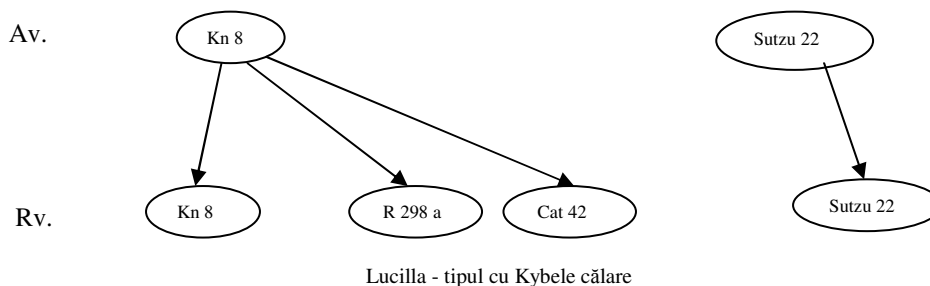 Av.
Kn 8
Sutzu 22
Rv.
Kn 8
R 298 a
Cat 42
Sutzu 22
Lucilla - tipul cu Kybele călare